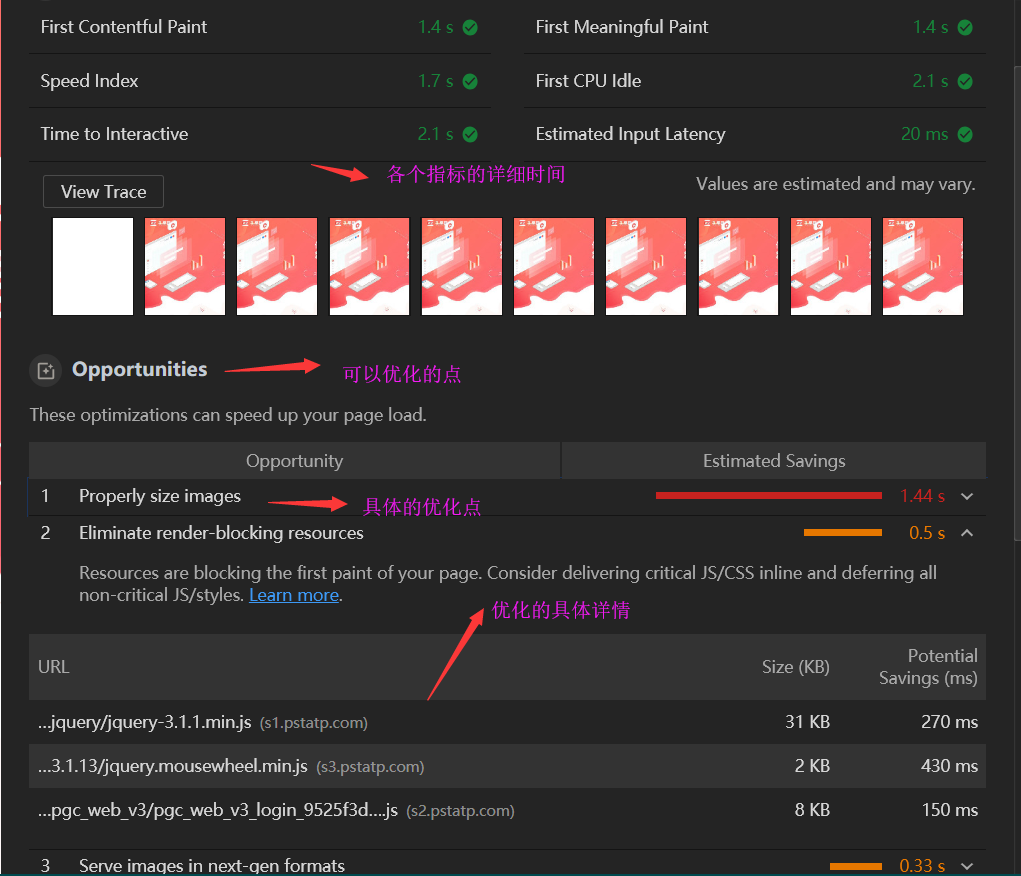 First Contentful Paint 1.4 s First Meaningful Paint 1.4 s
Speed Index 1.7 s First CPU Idle 2.1 s
Time to Interactive 2.1 s Estimated Input Latency 20 ms
各个指标的详细时间
View Trace Values are estimated and may vary.
Opportunities 可以优化的点
These optimizations can speed up your page load.
Opportunity Estimated Savings
1 Properly size images 1.44 s
具体的优化点
2 Eliminate render-blocking resources 0.5 s
Resources are blocking the first paint of your page. Consider delivering critical JS/CSS inline and deferring all
non-critical JS/styles. Learn more.
优化的具体详情
URL Size (KB) Potential
Savings (ms)
...jquery/jquery-3.1.1.min.js (s1.pstatp.com) 31 KB 270 ms
...3.1.13/jquery.mousewheel.min.js (s3.pstatp.com) 2 KB 430 ms
...pgc_web_v3/pgc_web_v3_login_9525f3d....js (s2.pstatp.com) 8 KB 150 ms
3 Serve images in next-gen formats 0.33 s